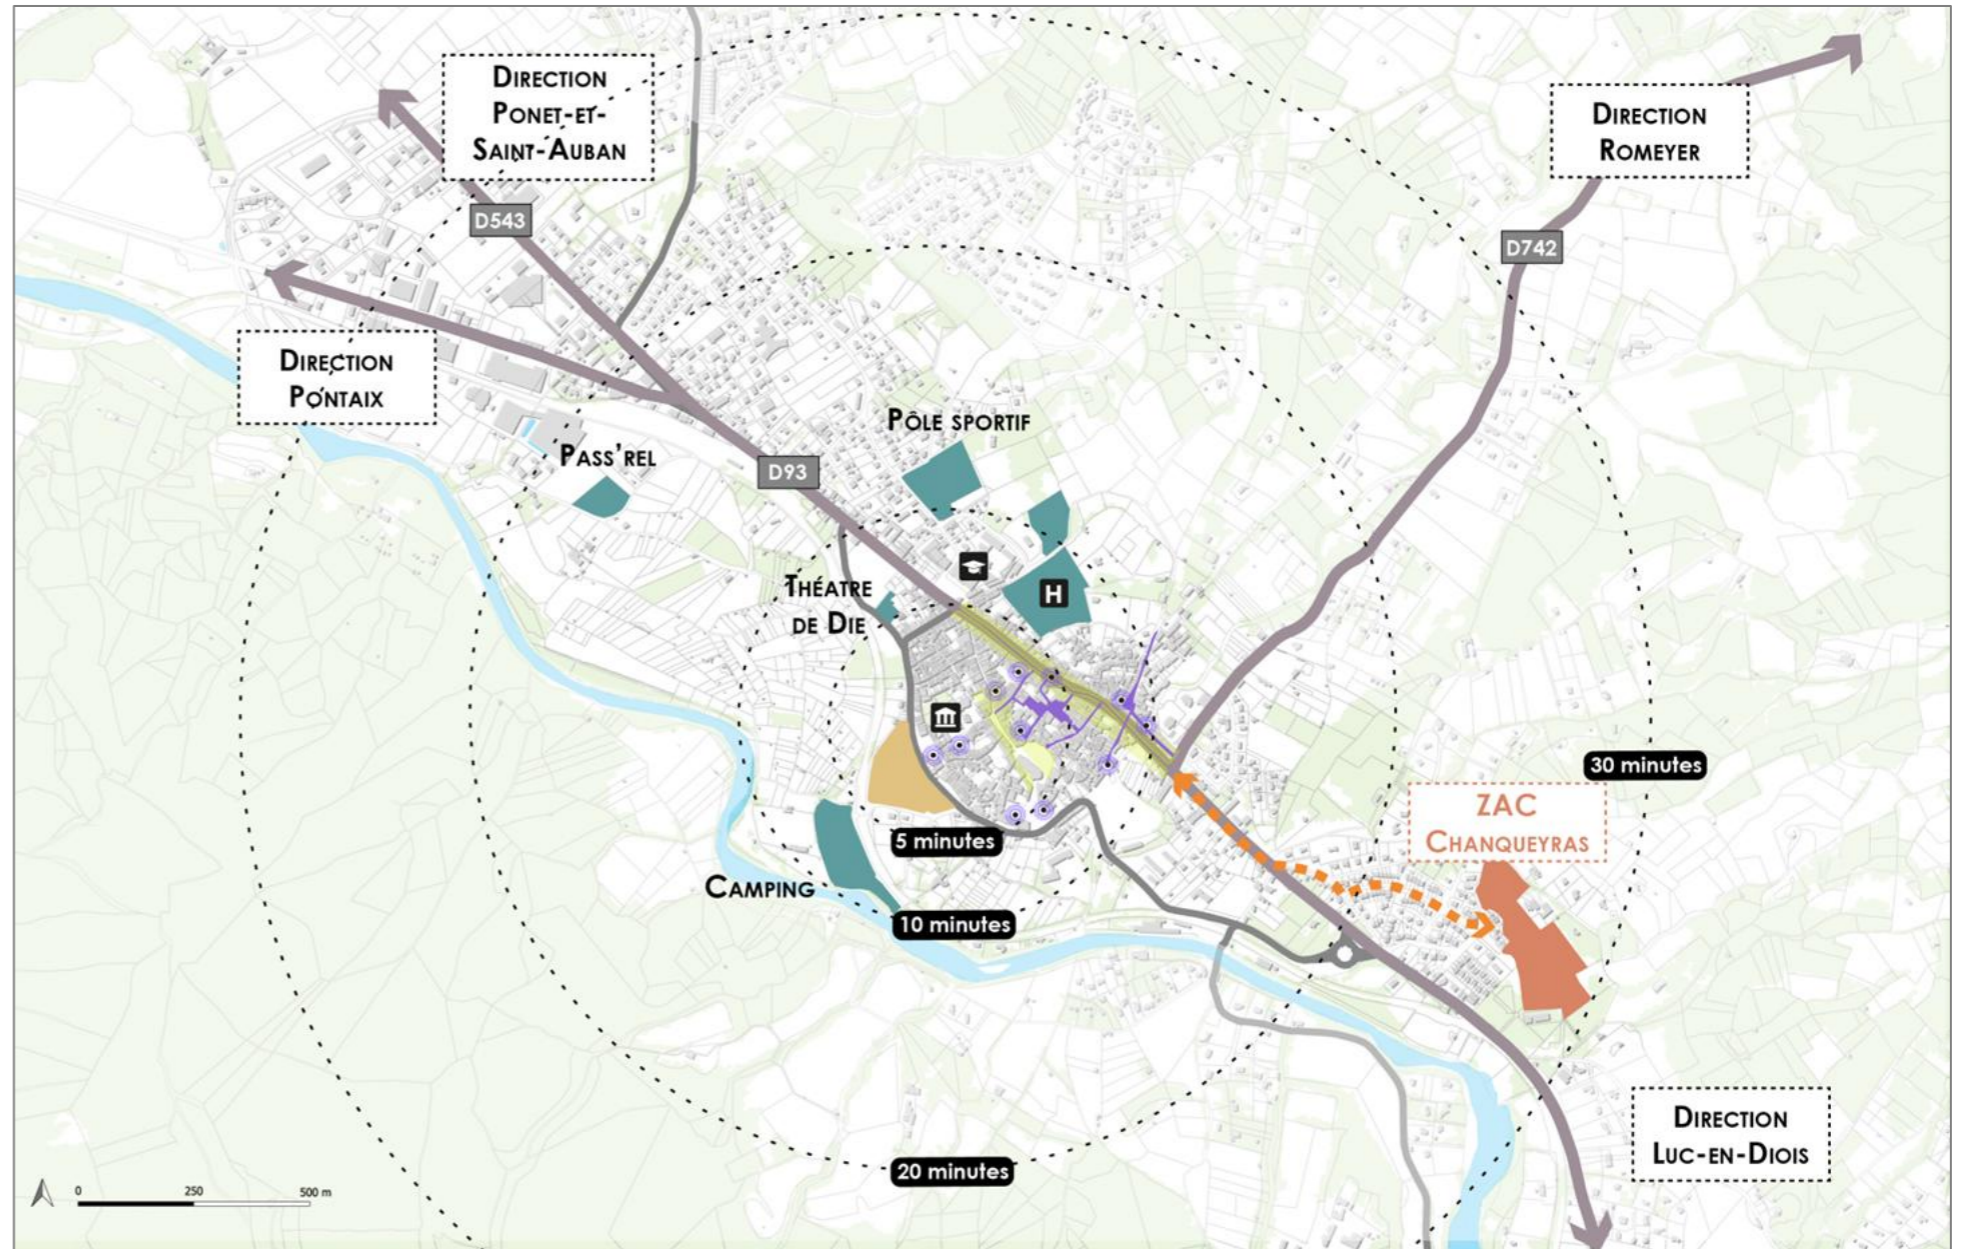 DIRECTION
PONET-ET-
SAINT-AUBAN
DIRECTION
ROMEYER
D543
D742
DIRECTION
PONTAIX
PÔLE SPORTIF
PASS'REL
D93
THÉATRE
DE DIE
H
30 minutes
ZAC
CHANQUEYRAS
5 minutes
CAMPING
10 minutes
DIRECTION
LUC-EN-DIOIS
20 minutes
0 250 500 m